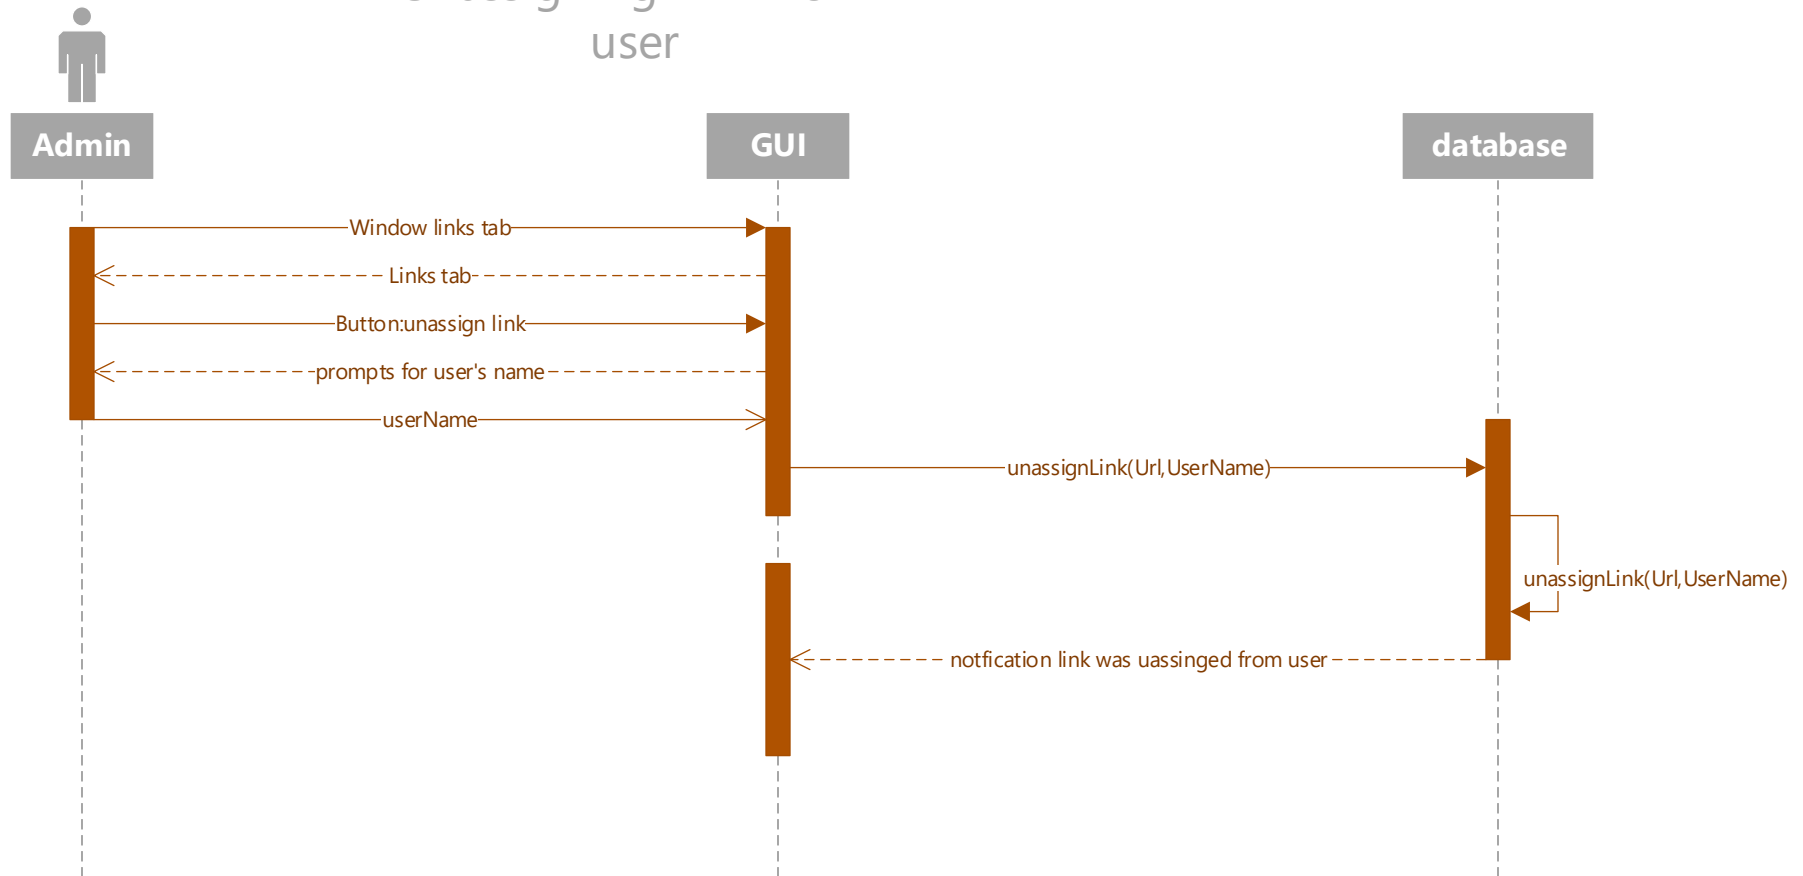 user
Admin
GUI
database
Window links tab
Links tab
Button:unassign link
prompts for user's name
userName
unassignLink(Url,UserName)
unassignLink(Url,UserName)
notfication link was uassinged from user